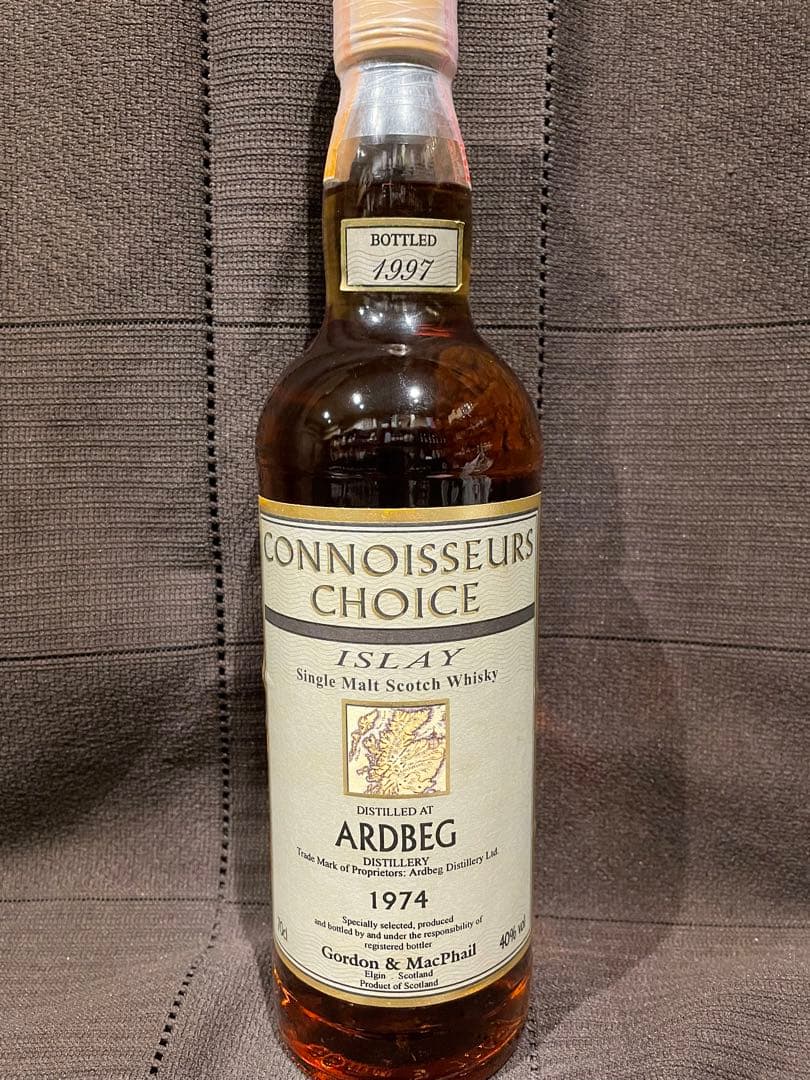 BOTTLED
1997
CONNOISSEURS
CHOICE
ISLAY
Single Malt Scotch Whisky
DISTILLED AT
ARDBEG
DISTILLERY
Trade Mark of Proprietors: Ardbeg Distillery Ltd.
1974
Specially selected, produced
and bottled by and under the responsibility of
registered bottler
70cl
40% vol
Gordon & MacPhail
Elgin . Scotland
Product of Scotland